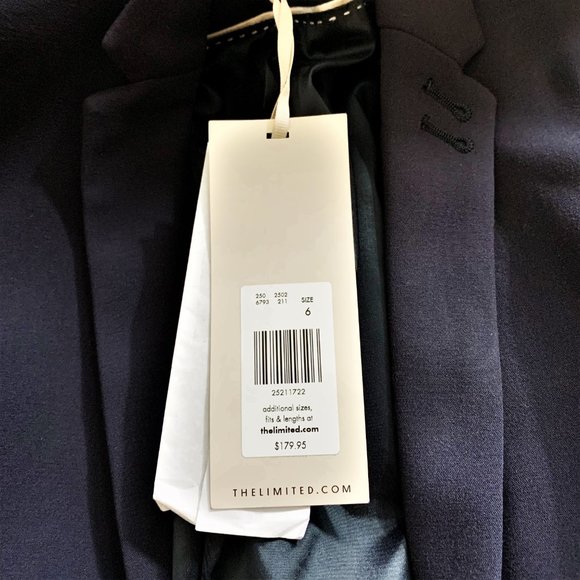 250 2502 SIZE
6793 211
6
25211722
additional sizes,
fits & lengths at
thelimited.com
$179.95
THELIMITED.COM